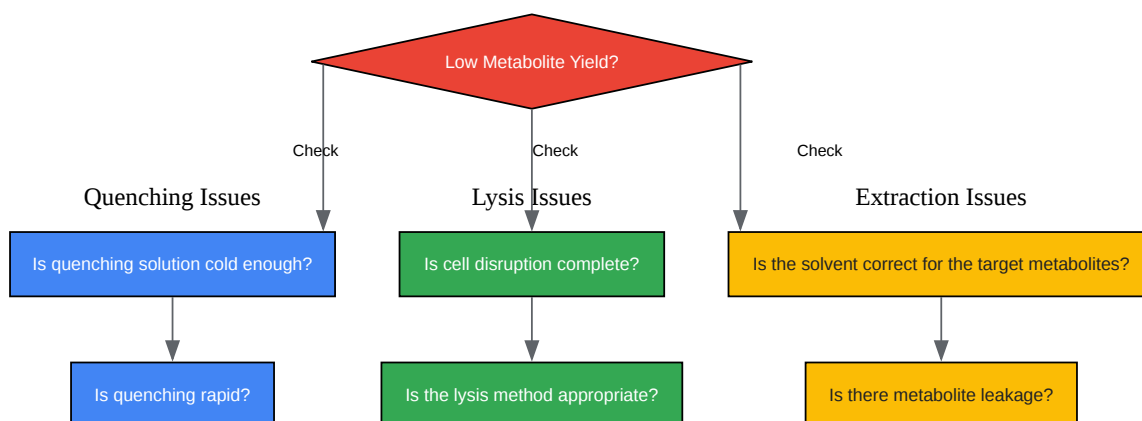 Low Metabolite Yield?
Check
Check
Check
Quenching Issues
Lysis Issues
Extraction Issues
Is quenching solution cold enough?
Is cell disruption complete?
Is the solvent correct for the target metabolites?
Is quenching rapid?
Is the lysis method appropriate?
Is there metabolite leakage?